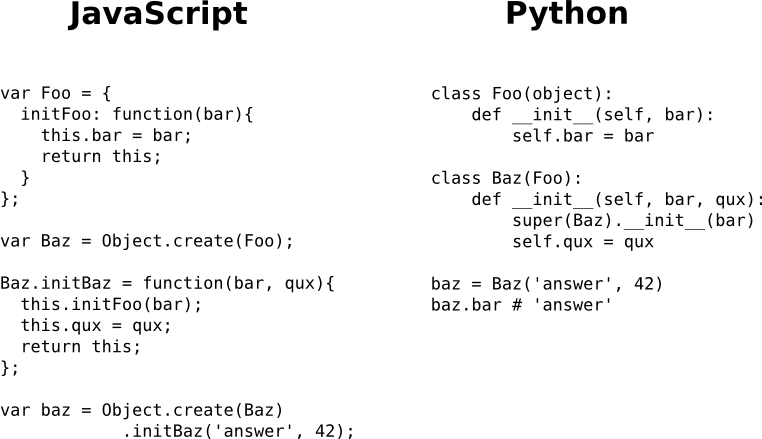 JavaScript
var Foo = {
  initFoo: function(bar){
    this.bar = bar;
    return this;
  }
};
var Baz = Object.create(Foo);
Baz.initBaz = function(bar, qux){
  this.initFoo(bar);
  this.qux = qux;
  return this;
};
var baz = Object.create(Baz)
            .initBaz('answer', 42);
Python
class Foo(object):
    def __init__(self, bar):
        self.bar = bar
class Baz(Foo):
    def __init__(self, bar, qux):
        super(Baz).__init__(bar)
        self.qux = qux
baz = Baz('answer', 42)
baz.bar # 'answer'